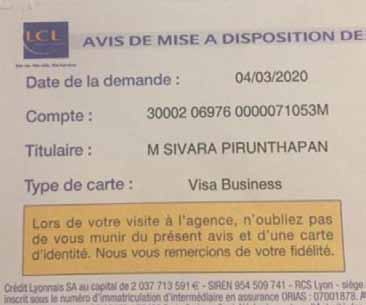 LCL
AVIS DE MISE A DISPOSITION DE
Date de la demande : 04/03/2020
Compte : 30002 06976 0000071053M
Titulaire : M SIVARA PIRUNTHAPAN
Type de carte : Visa Business
Lors de votre visite à l'agence, n'oubliez pas
de vous munir du présent avis et d'une carte
d'identité. Nous vous remercions de votre fidélité.
Crédit Lyonnais SA au capital de 2 037 713 591 € - SIREN 954 509 741 - RCS Lyon - siège
inscrit sous le numéro d'immatriculation d'intermédiaire en assurance ORIAS : 07001878.